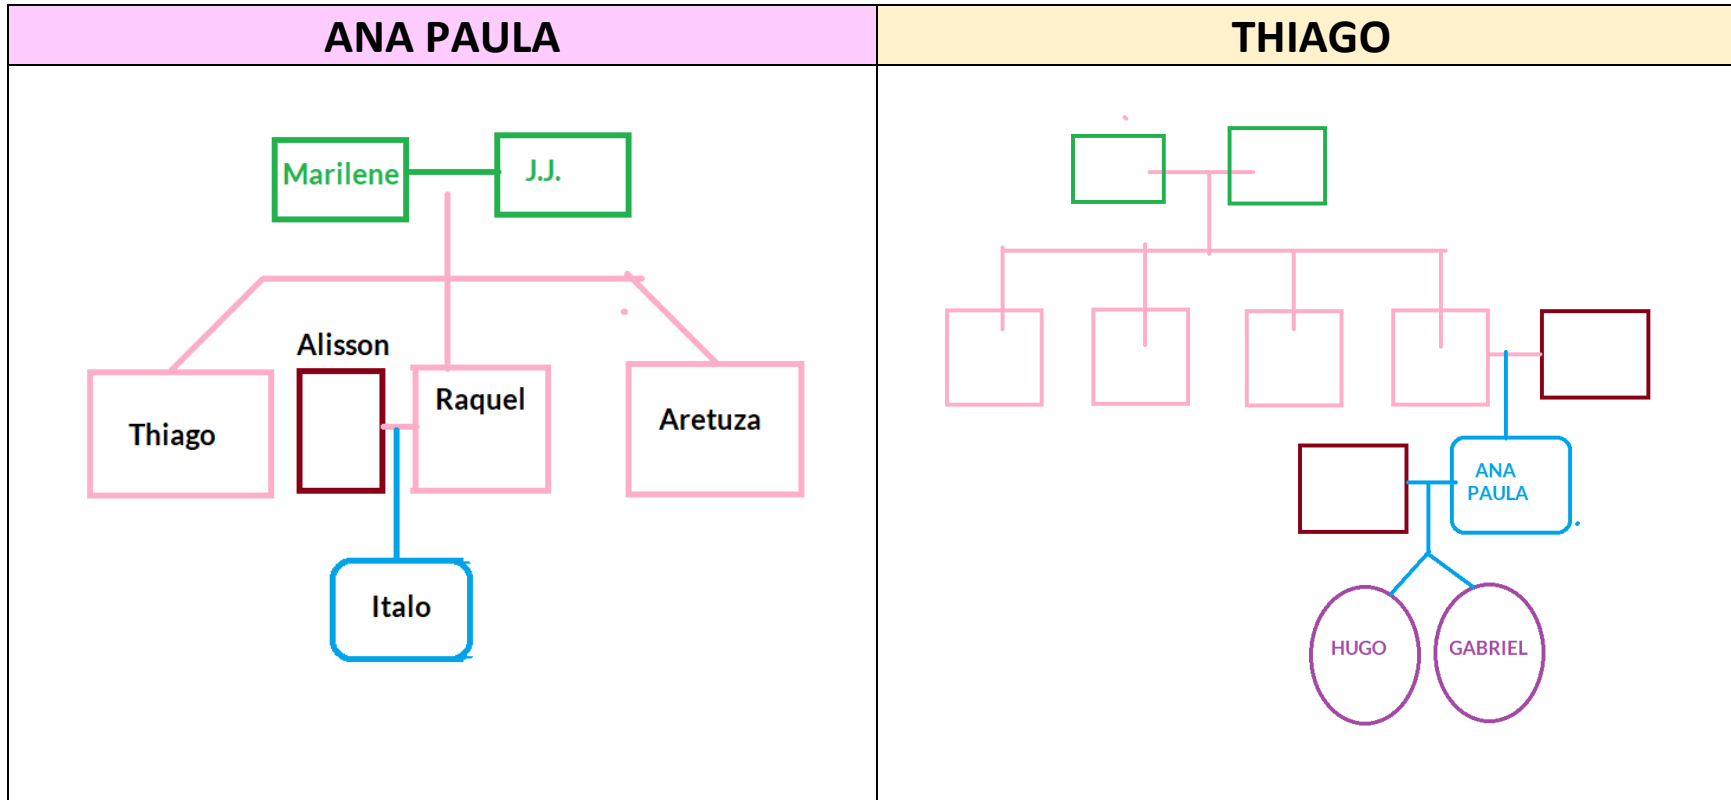 ANA PAULA
THIAGO
Marilene
J.J.
Alisson
Thiago
Raquel
Aretuza
Italo
ANA
PAULA
HUGO
GABRIEL